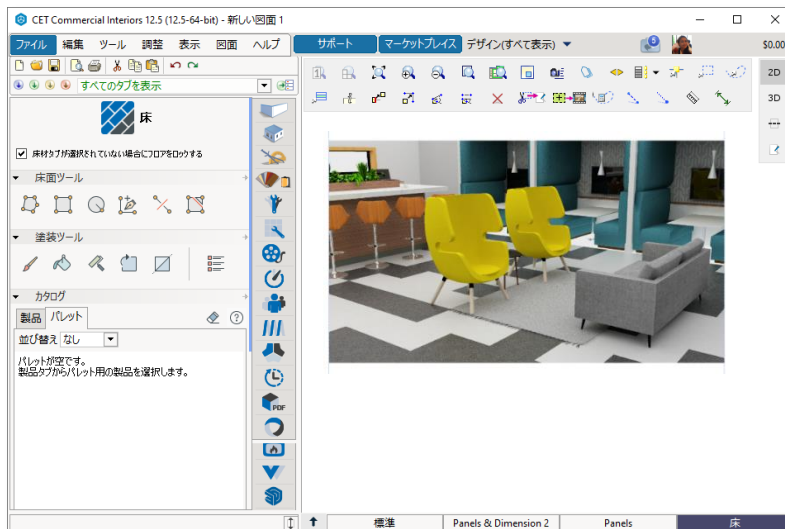 CET Commercial Interiors 12.5 (12.5-64-bit) - 新しい図面 1
ファイル 編集 ツール 調整 表示 図面 ヘルプ サポート マーケットプレイス デザイン(すべて表示) 5 $0.00
すべてのタブを表示
2D
床
3D
床材タブが選択されていない場合にフロアをロックする
床面ツール
塗装ツール
カタログ
製品 パレット
並び替え なし
パレットが空です。
製品タブからパレット用の製品を選択します。
PDF
標準 Panels & Dimension 2 Panels 床